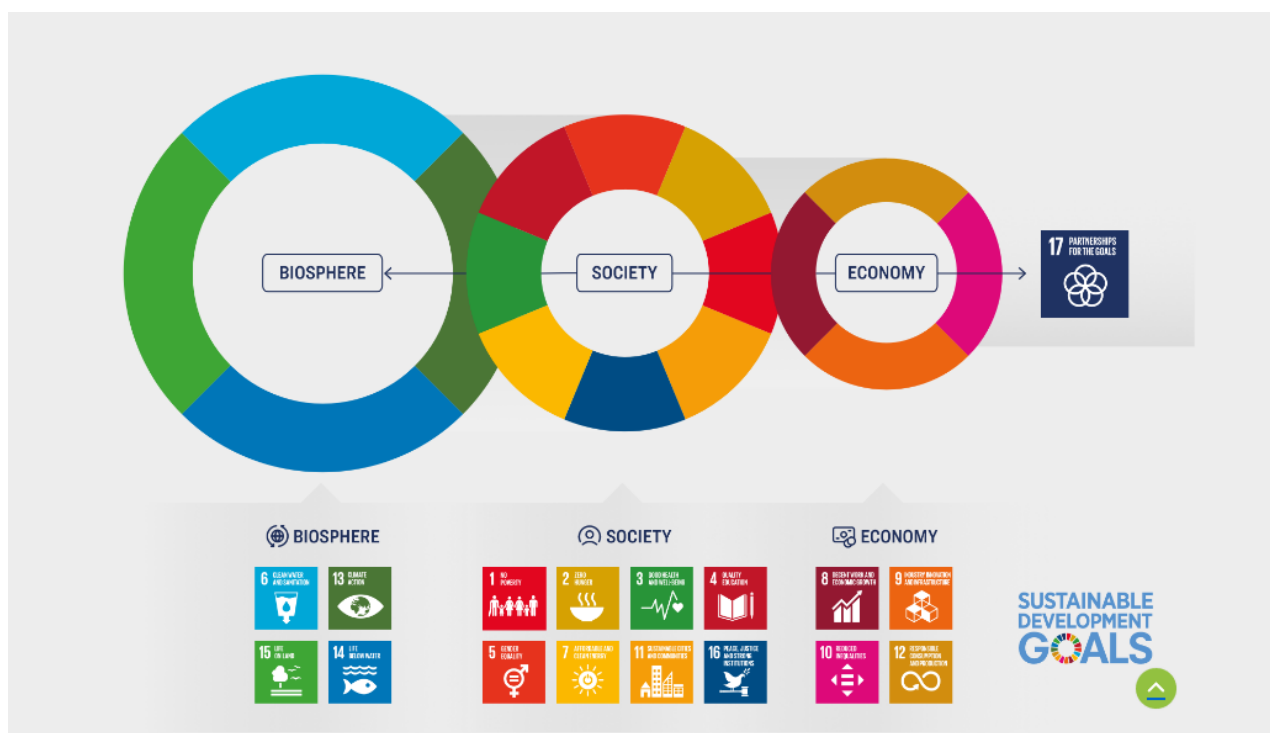 BIOSPHERE
SOCIETY
ECONOMY
17 PARTNERSHIPS
FOR THE GOALS
BIOSPHERE
SOCIETY
ECONOMY
6 CLEAN WATER
AND SANITATION
13 CLIMATE
ACTION
1 NO
POVERTY
2 ZERO
HUNGER
3 GOOD HEALTH
AND WELL-BEING
4 QUALITY
EDUCATION
8 DECENT WORK AND
ECONOMIC GROWTH
9 INDUSTRY, INNOVATION
AND INFRASTRUCTURE
15 LIFE
ON LAND
14 LIFE
BELOW WATER
5 GENDER
EQUALITY
7 AFFORDABLE AND
CLEAN ENERGY
11 SUSTAINABLE CITIES
AND COMMUNITIES
16 PEACE, JUSTICE
AND STRONG
INSTITUTIONS
10 REDUCED
INEQUALITIES
12 RESPONSIBLE
CONSUMPTION
AND PRODUCTION
SUSTAINABLE
DEVELOPMENT
GOALS